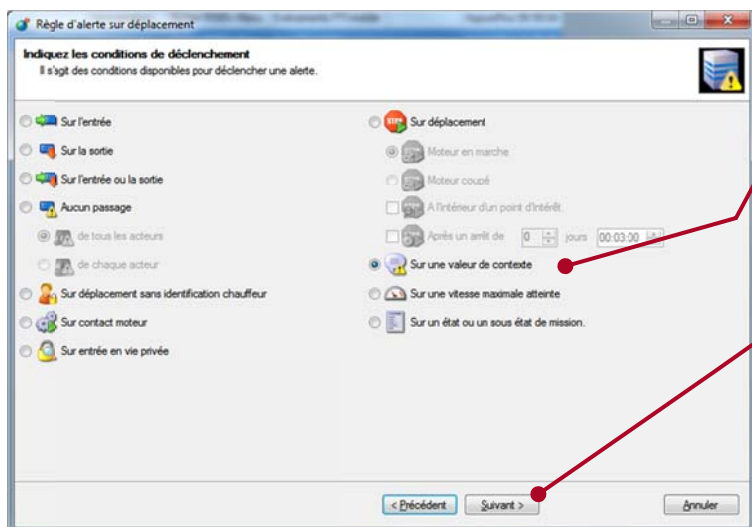 Règle d'alerte sur déplacement
Indiquez les conditions de déclenchement
Il s'agit des conditions disponibles pour déclencher une alerte.
Sur l'entrée
Sur la sortie
Sur l'entrée ou la sortie
Aucun passage
de tous les acteurs
de chaque acteur
Sur déplacement sans identification chauffeur
Sur contact moteur
Sur entrée en vie privée
STOP
Sur déplacement
Moteur en marche
Moteur coupé
A l'intérieur d'un point d'intérêt.
Après un arrêt de 0 jours 00:03:00
Sur une valeur de contexte
Sur une vitesse maximale atteinte
Sur un état ou un sous état de mission.
< Précédent Suivant > Annuler